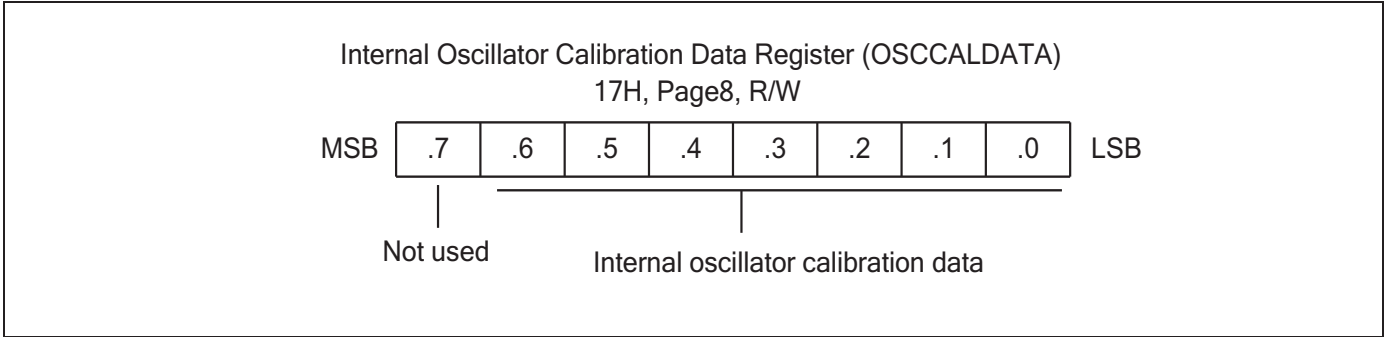 Internal Oscillator Calibration Data Register (OSCCALDATA)
17H, Page8, R/W
MSB .7 .6 .5 .4 .3 .2 .1 .0 LSB
Not used
Internal oscillator calibration data